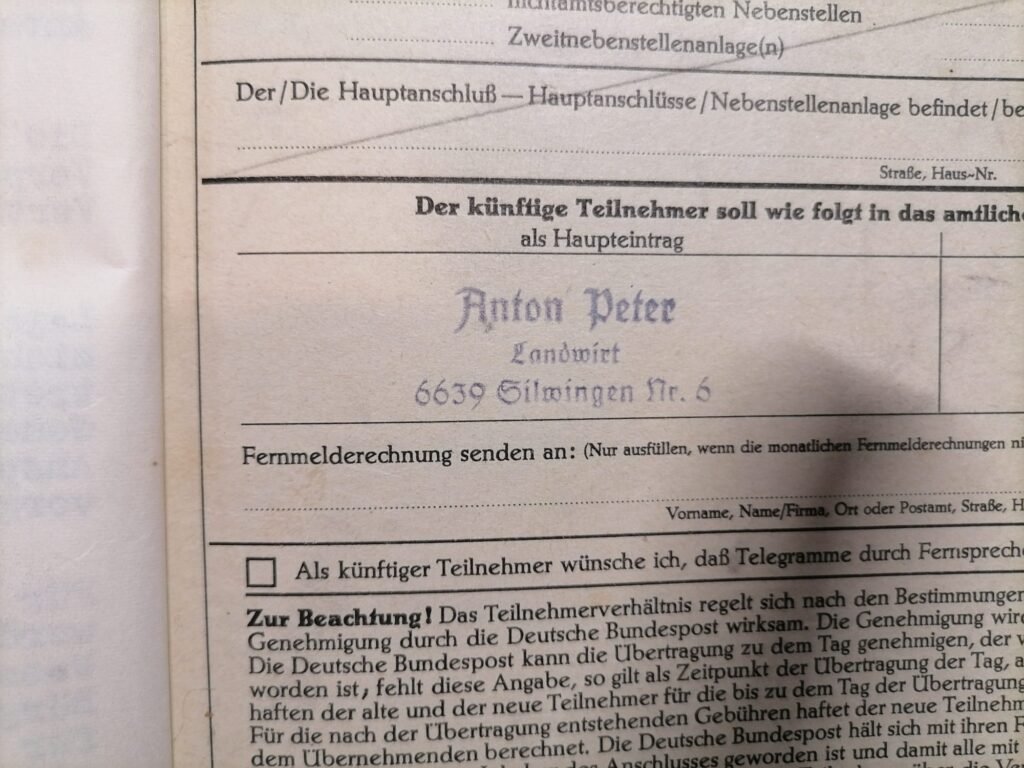 nichtamtsberechtigten Nebenstellen
Zweitnebenstellenanlage(n)
Der/Die Hauptanschluß — Hauptanschlüsse/Nebenstellenanlage befindet/be
Straße, Haus-Nr.
Der künftige Teilnehmer soll wie folgt in das amtliche
als Haupteintrag
Anton Peter
Landwirt
6639 Silwingen Nr. 6
Fernmelderechnung senden an: (Nur ausfüllen, wenn die monatlichen Fernmelderechnungen ni
Vorname, Name/Firma, Ort oder Postamt, Straße, H
Als künftiger Teilnehmer wünsche ich, daß Telegramme durch Fernspreche
Zur Beachtung! Das Teilnehmerverhältnis regelt sich nach den Bestimmungen
Genehmigung durch die Deutsche Bundespost wirksam. Die Genehmigung wird
Die Deutsche Bundespost kann die Übertragung zu dem Tag genehmigen, der v
worden ist, fehlt diese Angabe, so gilt als Zeitpunkt der Übertragung der Tag, a
haften der alte und der neue Teilnehmer für die bis zu dem Tag der Übertragung
Für die nach der Übertragung entstehenden Gebühren haftet der neue Teilnehm
dem Übernehmenden berechnet. Die Deutsche Bundespost hält sich mit ihren F
des Anschlusses geworden ist und damit alle mit